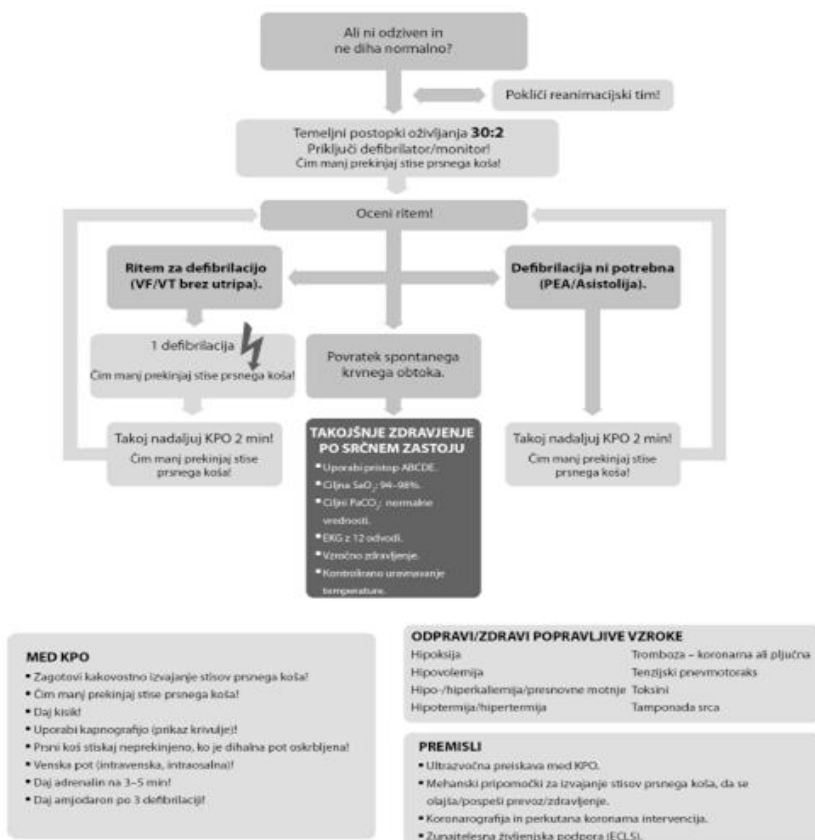 Ali ni odziven in
ne diha normalno?
Pokliči reanimacijski tim!
Temeljni postopki oživljanja 30:2
Priključi defibrilator/monitor!
Čim manj prekinjaj stise prsnega koša!
Oceni ritem!
Ritem za defibrilacijo
(VF/VT brez utripa).
Defibrilacija ni potrebna
(PEA/Asistolija).
1 defibrilacija
Čim manj prekinjaj stise prsnega koša!
Povratek spontanega
krvnega obtoka.
Takoj nadaljuj KPO 2 min!
Čim manj prekinjaj stise
prsnega koša!
TAKOJŠNJE ZDRAVJENJE
PO SRČNEM ZASTOJU
▪ Uporabi pristop ABCDE.
▪ Ciljna SaO₂: 94–98%.
▪ Ciljni PaCO₂: normalne
vrednosti.
▪ EKG z 12 odvodi.
▪ Vzročno zdravljenje.
▪ Kontrolirano uravnavanje
temperature.
Takoj nadaljuj KPO 2 min!
Čim manj prekinjaj stise
prsnega koša!
MED KPO
▪ Zagotovi kakovostno izvajanje stisov prsnega koša!
▪ Čim manj prekinjaj stise prsnega koša!
▪ Daj kisik!
▪ Uporabi kapnografijo (prikaz krivulje)!
▪ Prsni koš stiskaj neprekinjeno, ko je dihalna pot oskrbljena!
▪ Venska pot (intravenska, intraosalna)!
▪ Daj adrenalin na 3–5 min!
▪ Daj amjodaron po 3 defibrilaciji!
ODPRAVI/ZDRAVI POPRAVLJIVE VZROKE
Hipoksija Tromboza – koronarna ali pljučna
Hipovolemija Tenzijski pnevmotoraks
Hipo-/hiperkaliemija/presnovne motnje Toksini
Hipotermija/hipertermija Tamponada srca
PREMISLI
▪ Ultrazvočna preiskava med KPO.
▪ Mehanski pripomočki za izvajanje stisov prsnega koša, da se
olajša/pospeši prevoz/zdravljenje.
▪ Koronarografija in perkutana koronarna intervencija.
▪ Zunajtelesna življenjska podpora (ECLS).